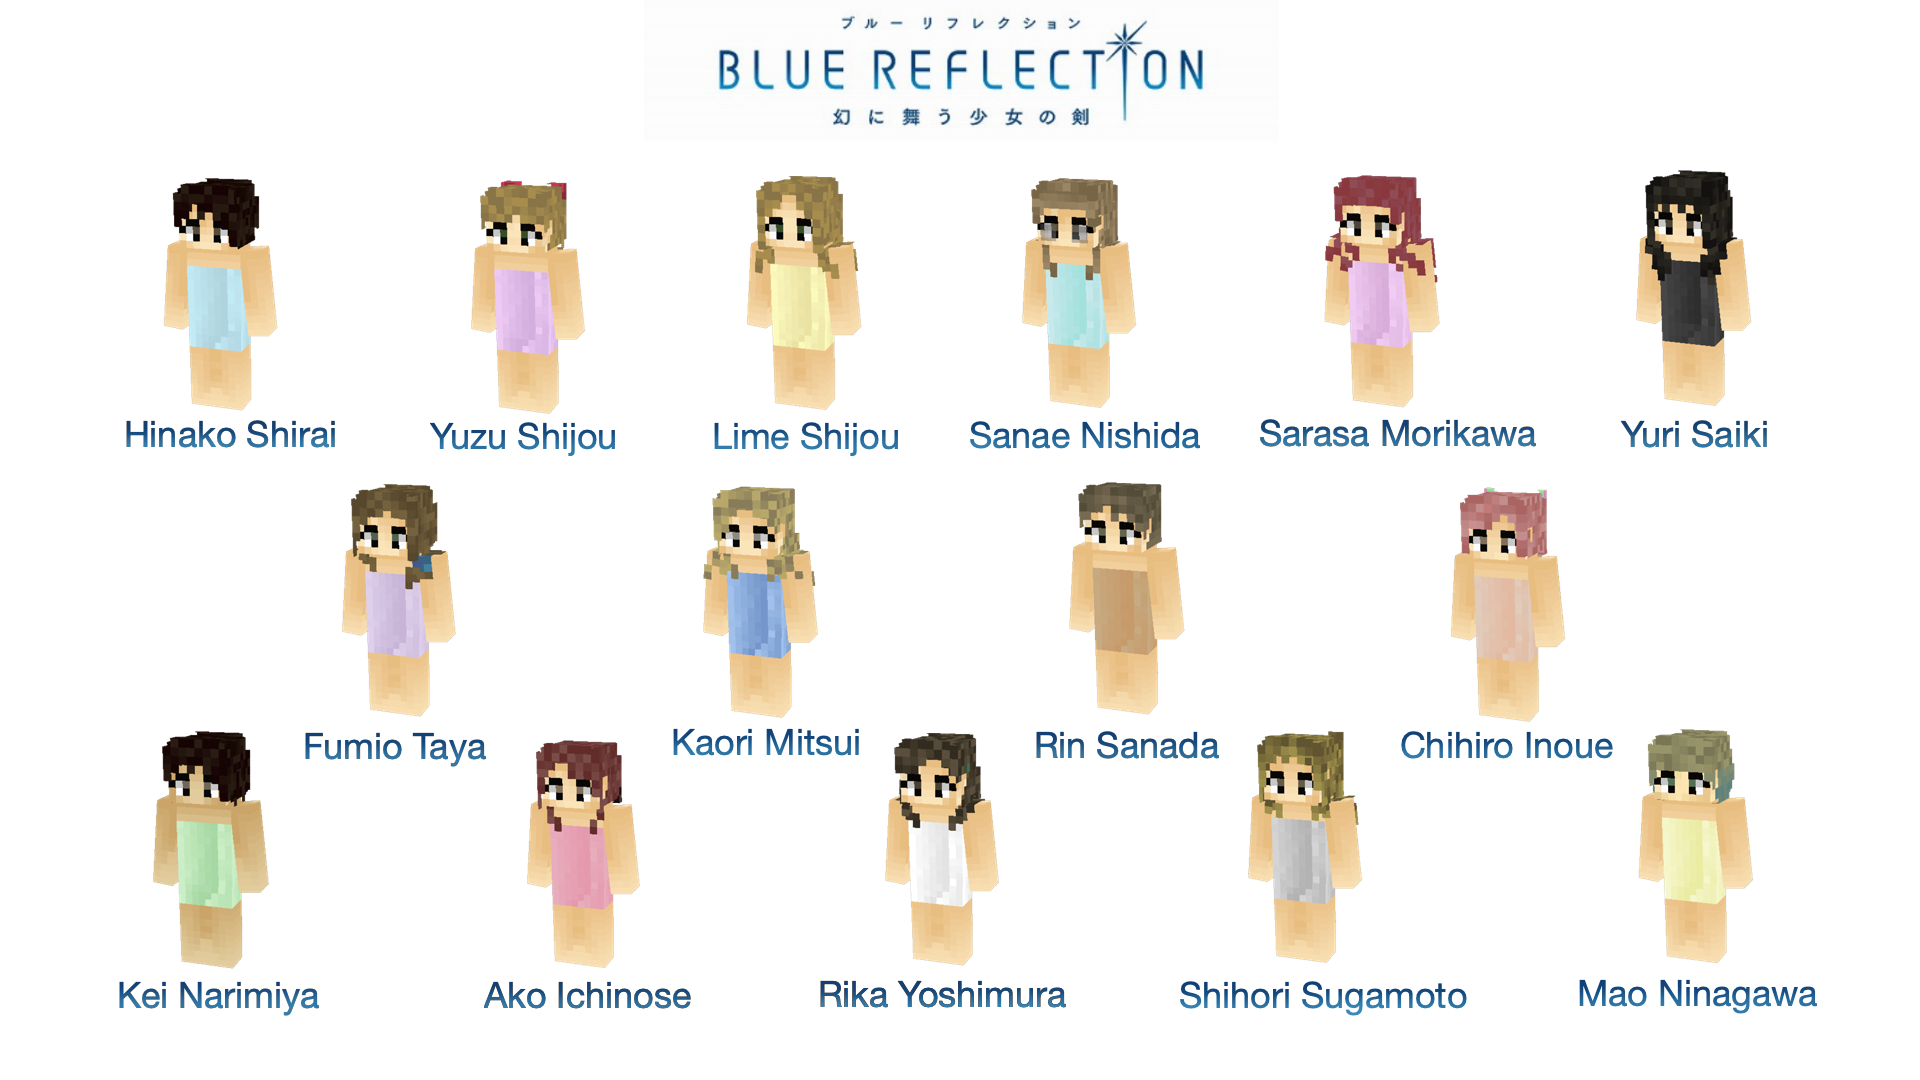 ブルー リフレクション
BLUE REFLECTION
幻に舞う少女の剣
Hinako Shirai
Yuzu Shijou
Lime Shijou
Sanae Nishida
Sarasa Morikawa
Yuri Saiki
Fumio Taya
Kaori Mitsui
Rin Sanada
Chihiro Inoue
Kei Narimiya
Ako Ichinose
Rika Yoshimura
Shihori Sugamoto
Mao Ninagawa